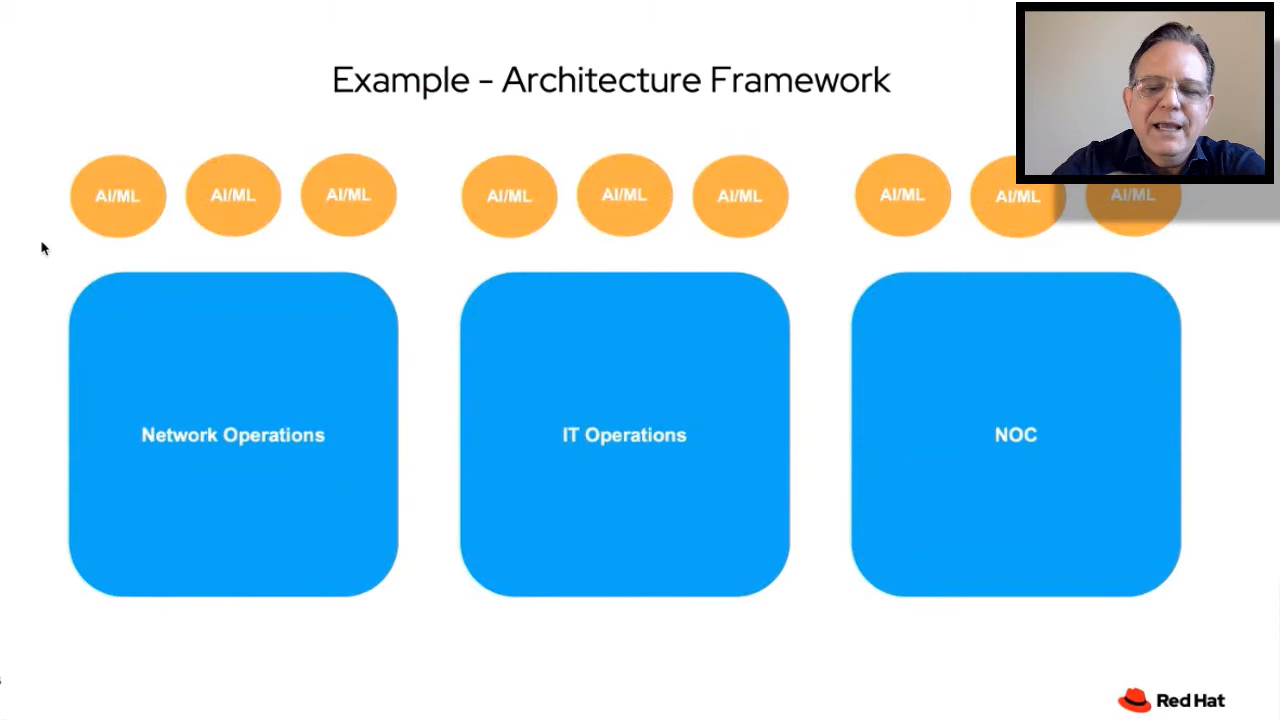 Example - Architecture Framework
AI/ML AI/ML AI/ML AI/ML AI/ML AI/ML AI/ML AI/ML AI/ML
Network Operations
IT Operations
NOC
Red Hat